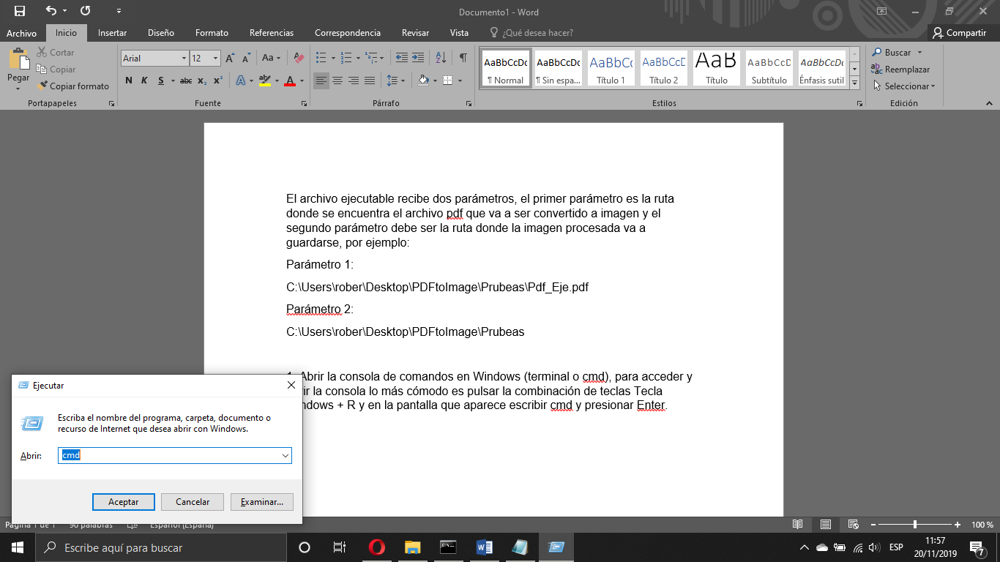 Documento1 - Word
Archivo Inicio Insertar Diseño Formato Referencias Correspondencia Revisar Vista ¿Qué desea hacer? Compartir
Pegar
Cortar
Copiar
Copiar formato
Portapapeles
Arial 12
Aa
N K S abc x₂ x² A A
Fuente
Párrafo
AaBbCcDc AaBbCcDc AaBbCc AaBbCcD AaB AaBbCcD AaBbCcDc
¶ Normal ¶ Sin espa... Título 1 Título 2 Título Subtítulo Énfasis sutil
Estilos
Buscar
Reemplazar
Seleccionar
Edición
El archivo ejecutable recibe dos parámetros, el primer parámetro es la ruta
donde se encuentra el archivo pdf que va a ser convertido a imagen y el
segundo parámetro debe ser la ruta donde la imagen procesada va a
guardarse, por ejemplo:
Parámetro 1:
C:\Users\rober\Desktop\PDFtoImage\Prubeas\Pdf_Eje.pdf
Parámetro 2:
C:\Users\rober\Desktop\PDFtoImage\Prubeas
Abrir la consola de comandos en Windows (terminal o cmd), para acceder y
ir la consola lo más cómodo es pulsar la combinación de teclas Tecla
ndows + R y en la pantalla que aparece escribir cmd y presionar Enter.
Ejecutar
Escriba el nombre del programa, carpeta, documento o
recurso de Internet que desea abrir con Windows.
Abrir: cmd
Aceptar Cancelar Examinar...
Página 1 de 1 96 palabras Español (España) 100 %
Escribe aquí para buscar
ESP
11:57
20/11/2019
7